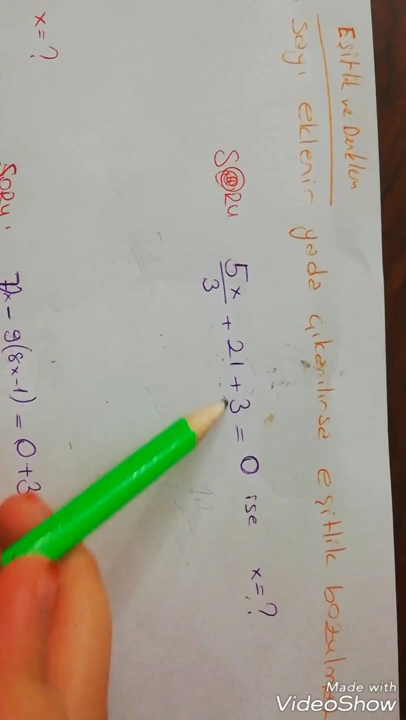 Eşitlik ve Denklem
sayı eklenir yada çıkarılırsa eşitlik
SORU 5x/3 + 21 + 3 = 0 ise x = ?
SORU: 7x - 9(8x-1) = 0 + 3
x = ?
Made with
VideoShow